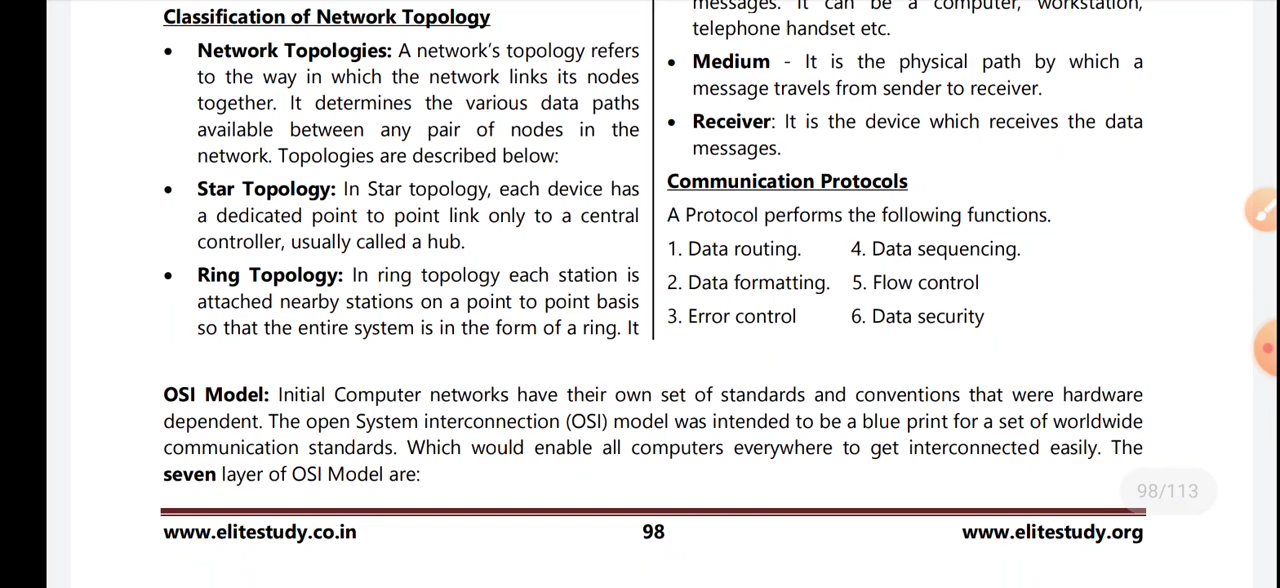 Classification of Network Topology
• Network Topologies: A network's topology refers
to the way in which the network links its nodes
together. It determines the various data paths
available between any pair of nodes in the
network. Topologies are described below:
• Star Topology: In Star topology, each device has
a dedicated point to point link only to a central
controller, usually called a hub.
• Ring Topology: In ring topology each station is
attached nearby stations on a point to point basis
so that the entire system is in the form of a ring. It
messages. It can be a computer, workstation,
telephone handset etc.
• Medium - It is the physical path by which a
message travels from sender to receiver.
• Receiver: It is the device which receives the data
messages.
Communication Protocols
A Protocol performs the following functions.
1. Data routing. 4. Data sequencing.
2. Data formatting. 5. Flow control
3. Error control 6. Data security
OSI Model: Initial Computer networks have their own set of standards and conventions that were hardware
dependent. The open System interconnection (OSI) model was intended to be a blue print for a set of worldwide
communication standards. Which would enable all computers everywhere to get interconnected easily. The
seven layer of OSI Model are:
98/113
www.elitestudy.co.in 98 www.elitestudy.org